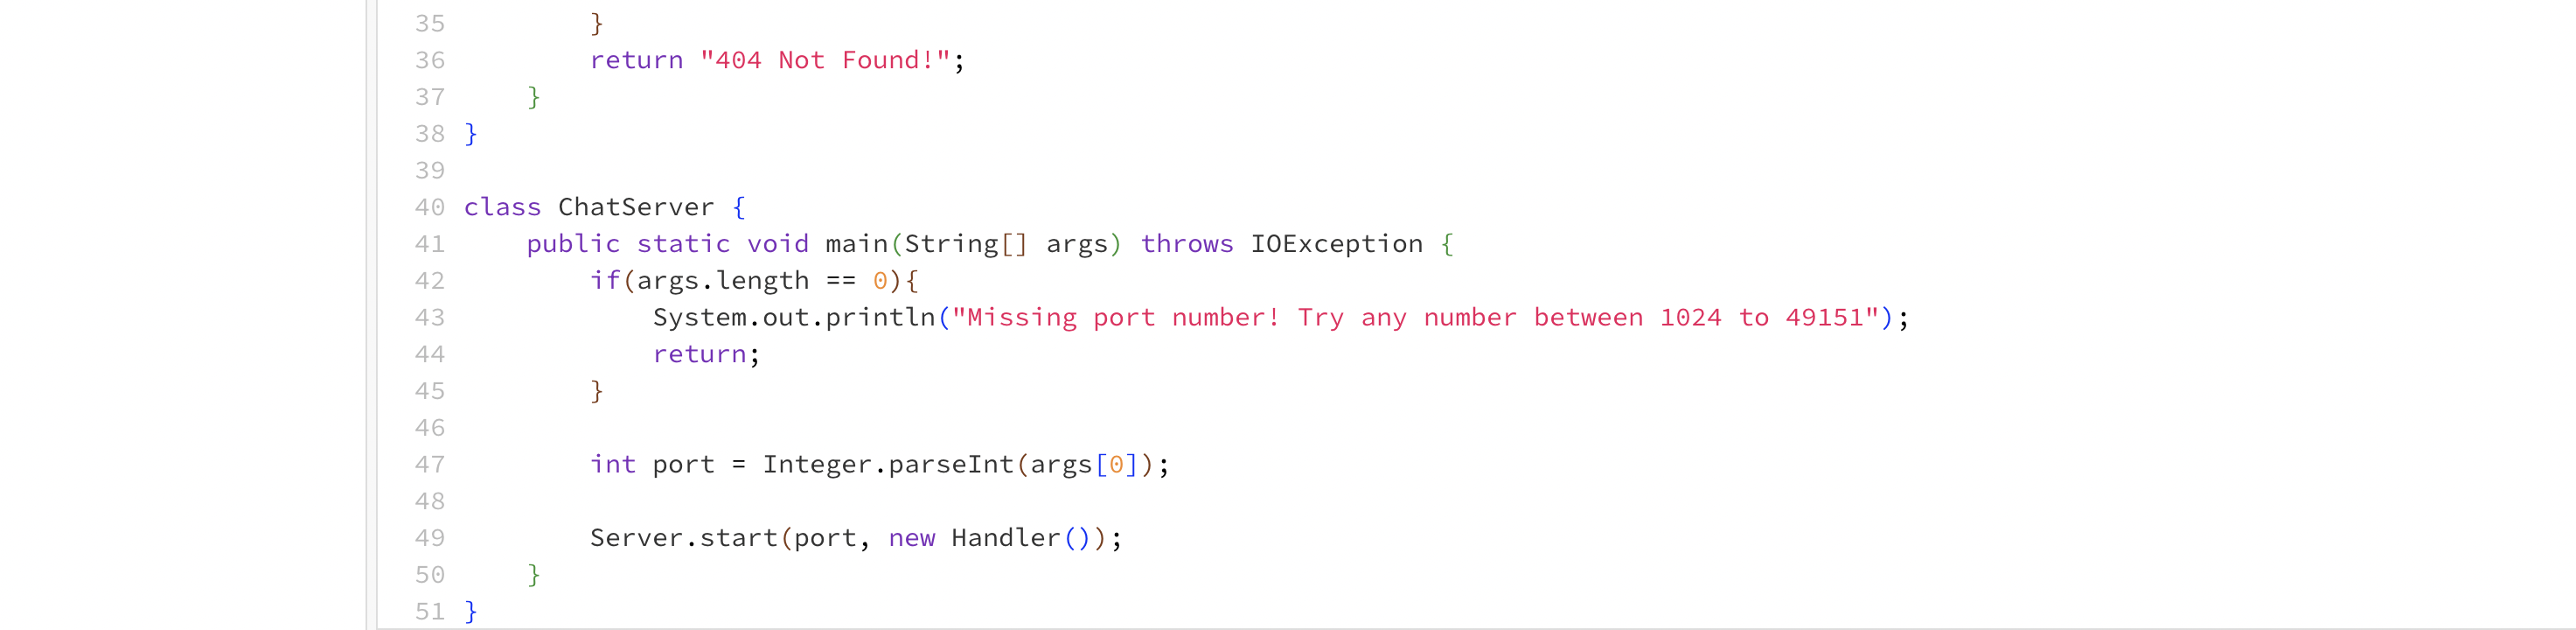 35         }
36         return "404 Not Found!";
37     }
38 }
39
40 class ChatServer {
41     public static void main(String[] args) throws IOException {
42         if(args.length == 0){
43             System.out.println("Missing port number! Try any number between 1024 to 49151");
44             return;
45         }
46
47         int port = Integer.parseInt(args[0]);
48
49         Server.start(port, new Handler());
50     }
51 }